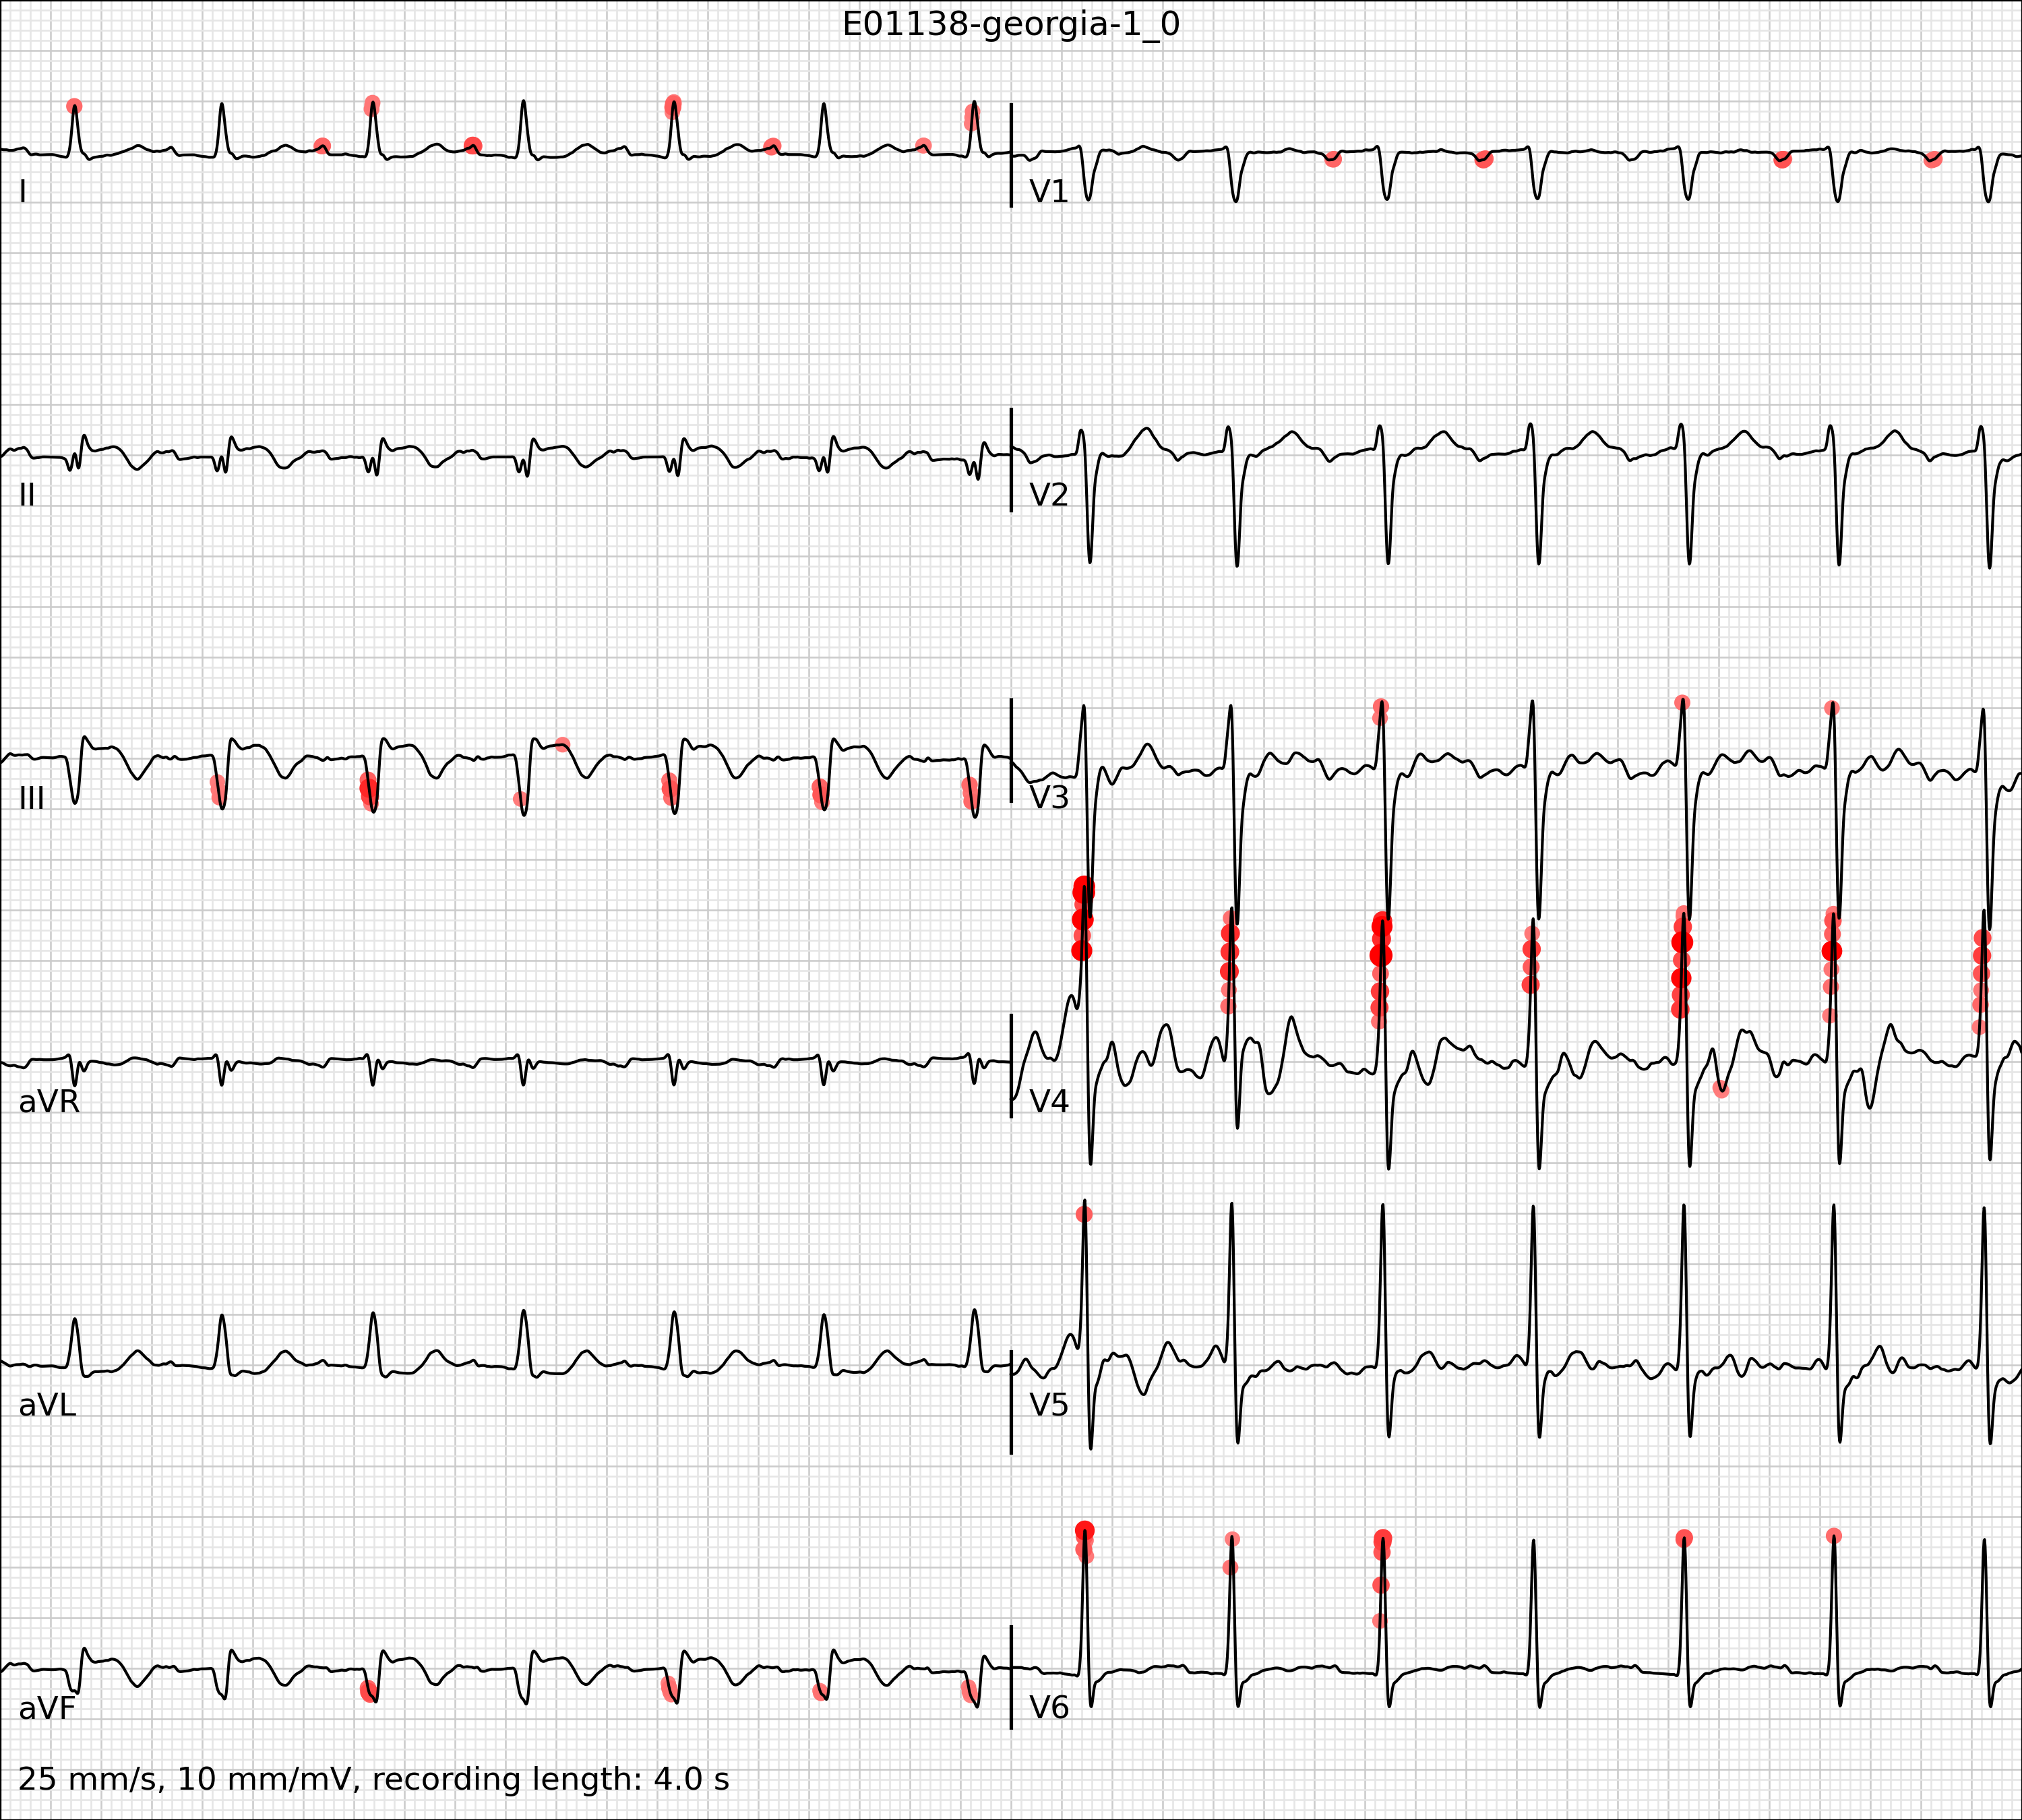 E01138-georgia-1_0
I
V1
II
V2
III
V3
aVR
V4
aVL
V5
aVF
V6
25 mm/s, 10 mm/mV, recording length: 4.0 s